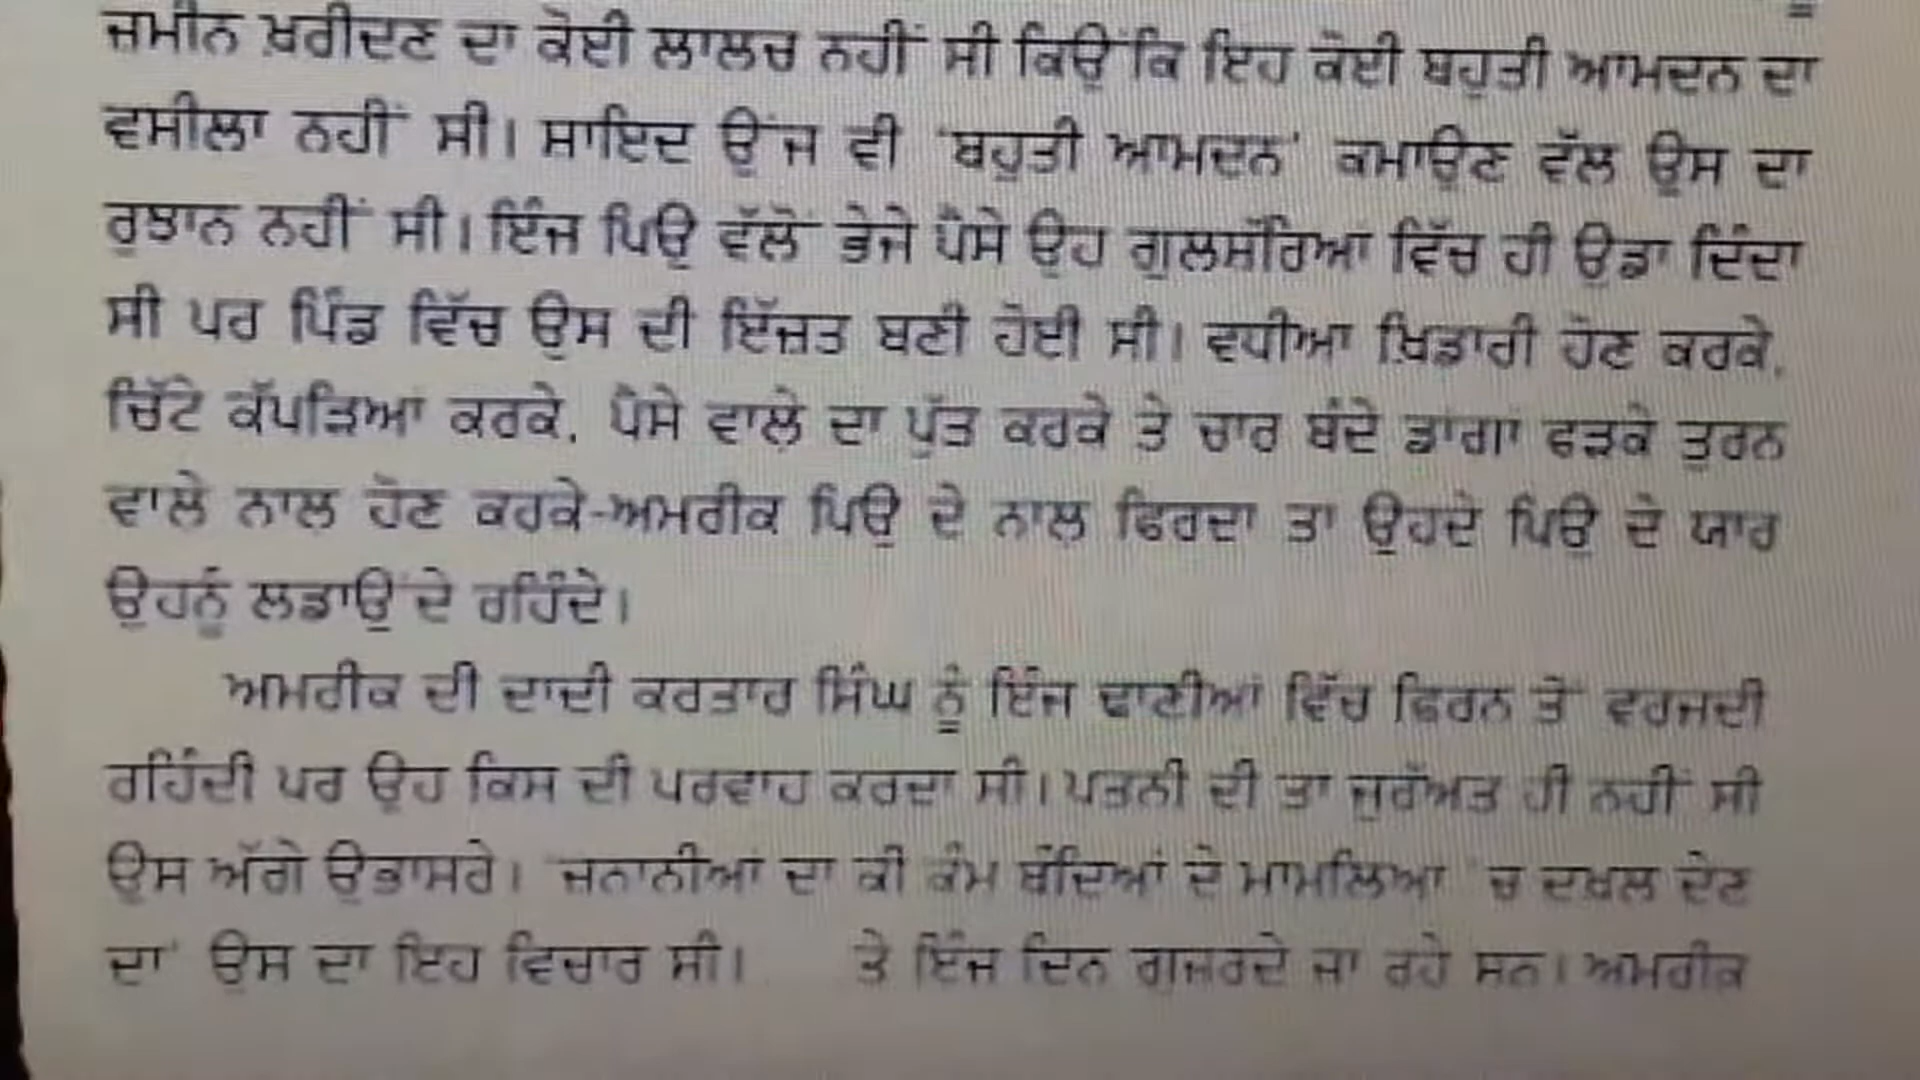 ਜ਼ਮੀਨ ਖ਼ਰੀਦਣ ਦਾ ਕੋਈ ਲਾਲਚ ਨਹੀਂ ਸੀ ਕਿਉਂਕਿ ਇਹ ਕੋਈ ਬਹੁਤੀ ਆਮਦਨ ਦਾ
ਵਸੀਲਾ ਨਹੀਂ ਸੀ। ਸ਼ਾਇਦ ਉਂਜ ਵੀ 'ਬਹੁਤੀ ਆਮਦਨ' ਕਮਾਉਣ ਵੱਲ ਉਸ ਦਾ
ਰੁਝਾਨ ਨਹੀਂ ਸੀ। ਇੰਜ ਪਿਉ ਵੱਲੋਂ ਭੇਜੇ ਪੈਸੇ ਉਹ ਗੁਲਸ਼ੱਰਿਆਂ ਵਿੱਚ ਹੀ ਉਡਾ ਦਿੰਦਾ
ਸੀ ਪਰ ਪਿੰਡ ਵਿੱਚ ਉਸ ਦੀ ਇੱਜ਼ਤ ਬਣੀ ਹੋਈ ਸੀ। ਵਧੀਆ ਖ਼ਿਡਾਰੀ ਹੋਣ ਕਰਕੇ,
ਚਿੱਟੇ ਕੱਪੜਿਆਂ ਕਰਕੇ, ਪੈਸੇ ਵਾਲੇ਼ ਦਾ ਪੁੱਤ ਕਰਕੇ ਤੇ ਚਾਰ ਬੰਦੇ ਡਾਂਗਾਂ ਫੜਕੇ ਤੁਰਨ
ਵਾਲੇ ਨਾਲ਼ ਹੋਣ ਕਰਕੇ-ਅਮਰੀਕ ਪਿਉ ਦੇ ਨਾਲ਼ ਫਿਰਦਾ ਤਾਂ ਉਹਦੇ ਪਿਉ ਦੇ ਯਾਰ
ਉਹਨੂੰ ਲਡਾਉਂਦੇ ਰਹਿੰਦੇ।
ਅਮਰੀਕ ਦੀ ਦਾਦੀ ਕਰਤਾਰ ਸਿੰਘ ਨੂੰ ਇੰਜ ਢਾਣੀਆਂ ਵਿੱਚ ਫਿਰਨ ਤੋਂ ਵਰਜਦੀ
ਰਹਿੰਦੀ ਪਰ ਉਹ ਕਿਸ ਦੀ ਪਰਵਾਹ ਕਰਦਾ ਸੀ। ਪਤਨੀ ਦੀ ਤਾਂ ਜੁਰੱਅਤ ਹੀ ਨਹੀਂ ਸੀ
ਉਸ ਅੱਗੇ ਉਭਾਸਰੇ। 'ਜਨਾਨੀਆਂ ਦਾ ਕੀ ਕੰਮ ਬੰਦਿਆਂ ਦੇ ਮਾਮਲਿਆਂ 'ਚ ਦਖ਼ਲ ਦੇਣ
ਦਾ' ਉਸ ਦਾ ਇਹ ਵਿਚਾਰ ਸੀ। ਤੇ ਇੰਜ ਦਿਨ ਗੁਜ਼ਰਦੇ ਜਾ ਰਹੇ ਸਨ। ਅਮਰੀਕ